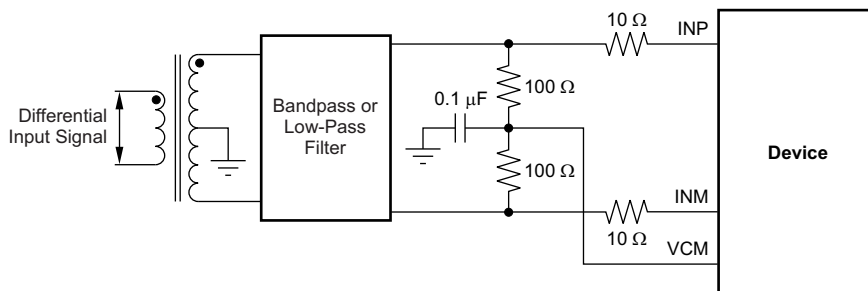 10 Ω
INP
100 Ω
0.1 µF
Differential
Input Signal
Bandpass or
Low-Pass
Filter
Device
100 Ω
INM
10 Ω
VCM